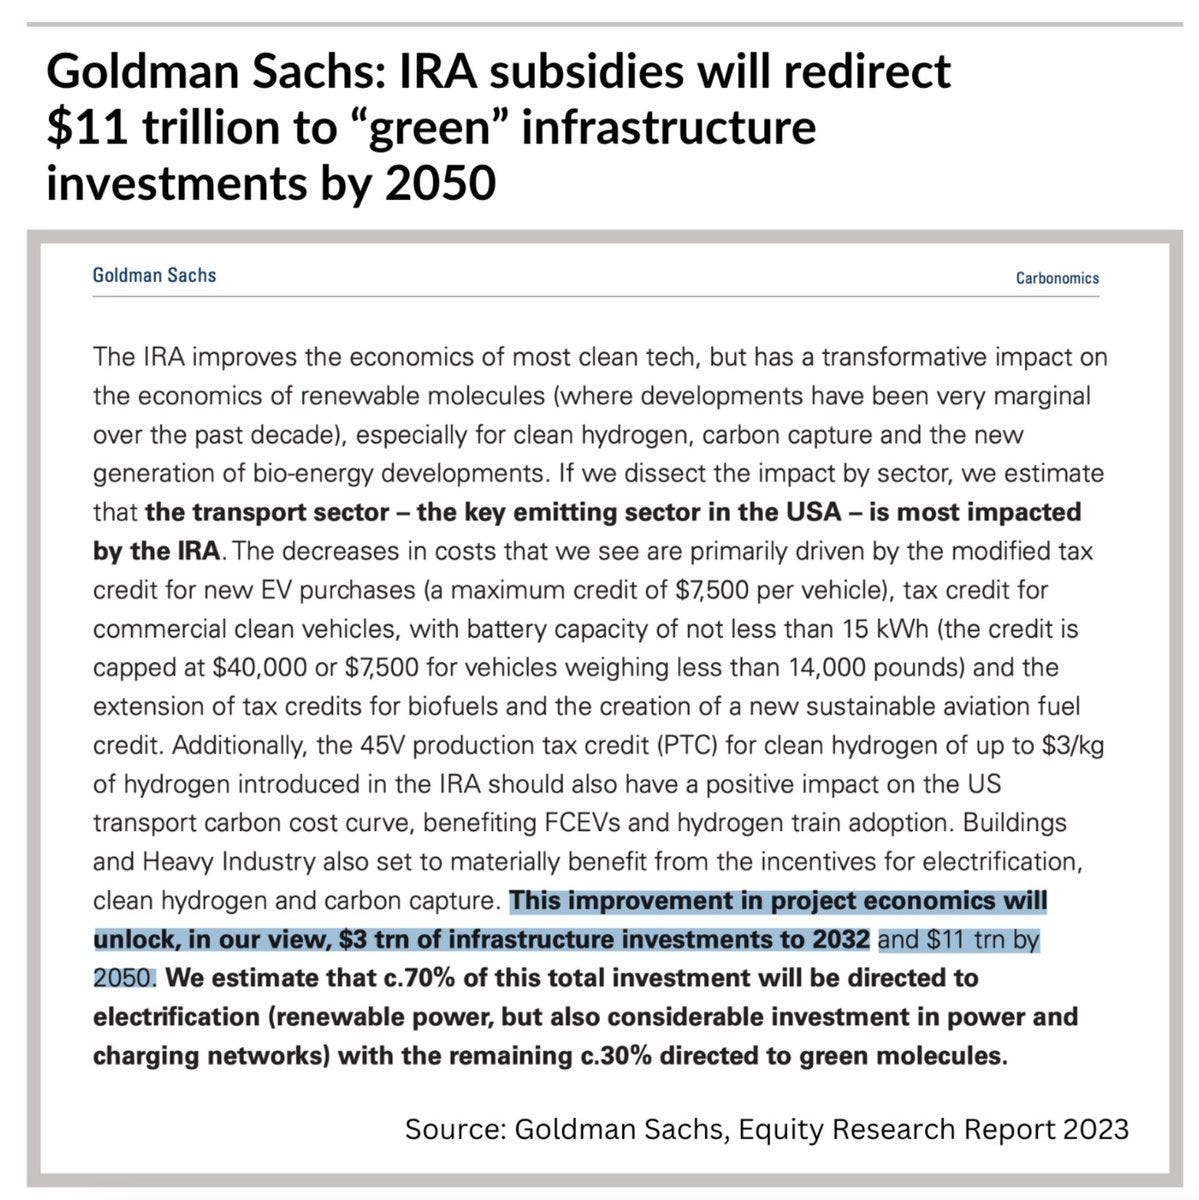 Goldman Sachs: IRA subsidies will redirect
$11 trillion to “green” infrastructure
investments by 2050
Goldman Sachs
Carbonomics
The IRA improves the economics of most clean tech, but has a transformative impact on
the economics of renewable molecules (where developments have been very marginal
over the past decade), especially for clean hydrogen, carbon capture and the new
generation of bio-energy developments. If we dissect the impact by sector, we estimate
that the transport sector – the key emitting sector in the USA – is most impacted
by the IRA. The decreases in costs that we see are primarily driven by the modified tax
credit for new EV purchases (a maximum credit of $7,500 per vehicle), tax credit for
commercial clean vehicles, with battery capacity of not less than 15 kWh (the credit is
capped at $40,000 or $7,500 for vehicles weighing less than 14,000 pounds) and the
extension of tax credits for biofuels and the creation of a new sustainable aviation fuel
credit. Additionally, the 45V production tax credit (PTC) for clean hydrogen of up to $3/kg
of hydrogen introduced in the IRA should also have a positive impact on the US
transport carbon cost curve, benefiting FCEVs and hydrogen train adoption. Buildings
and Heavy Industry also set to materially benefit from the incentives for electrification,
clean hydrogen and carbon capture. This improvement in project economics will
unlock, in our view, $3 trn of infrastructure investments to 2032 and $11 trn by
2050. We estimate that c.70% of this total investment will be directed to
electrification (renewable power, but also considerable investment in power and
charging networks) with the remaining c.30% directed to green molecules.
Source: Goldman Sachs, Equity Research Report 2023